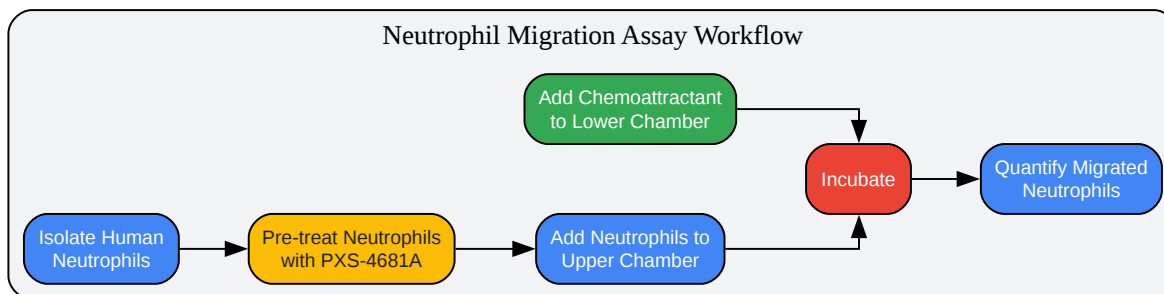 Neutrophil Migration Assay Workflow
Add Chemoattractant
to Lower Chamber
Incubate
Quantify Migrated
Neutrophils
Isolate Human
Neutrophils
Pre-treat Neutrophils
with PXS-4681A
Add Neutrophils to
Upper Chamber